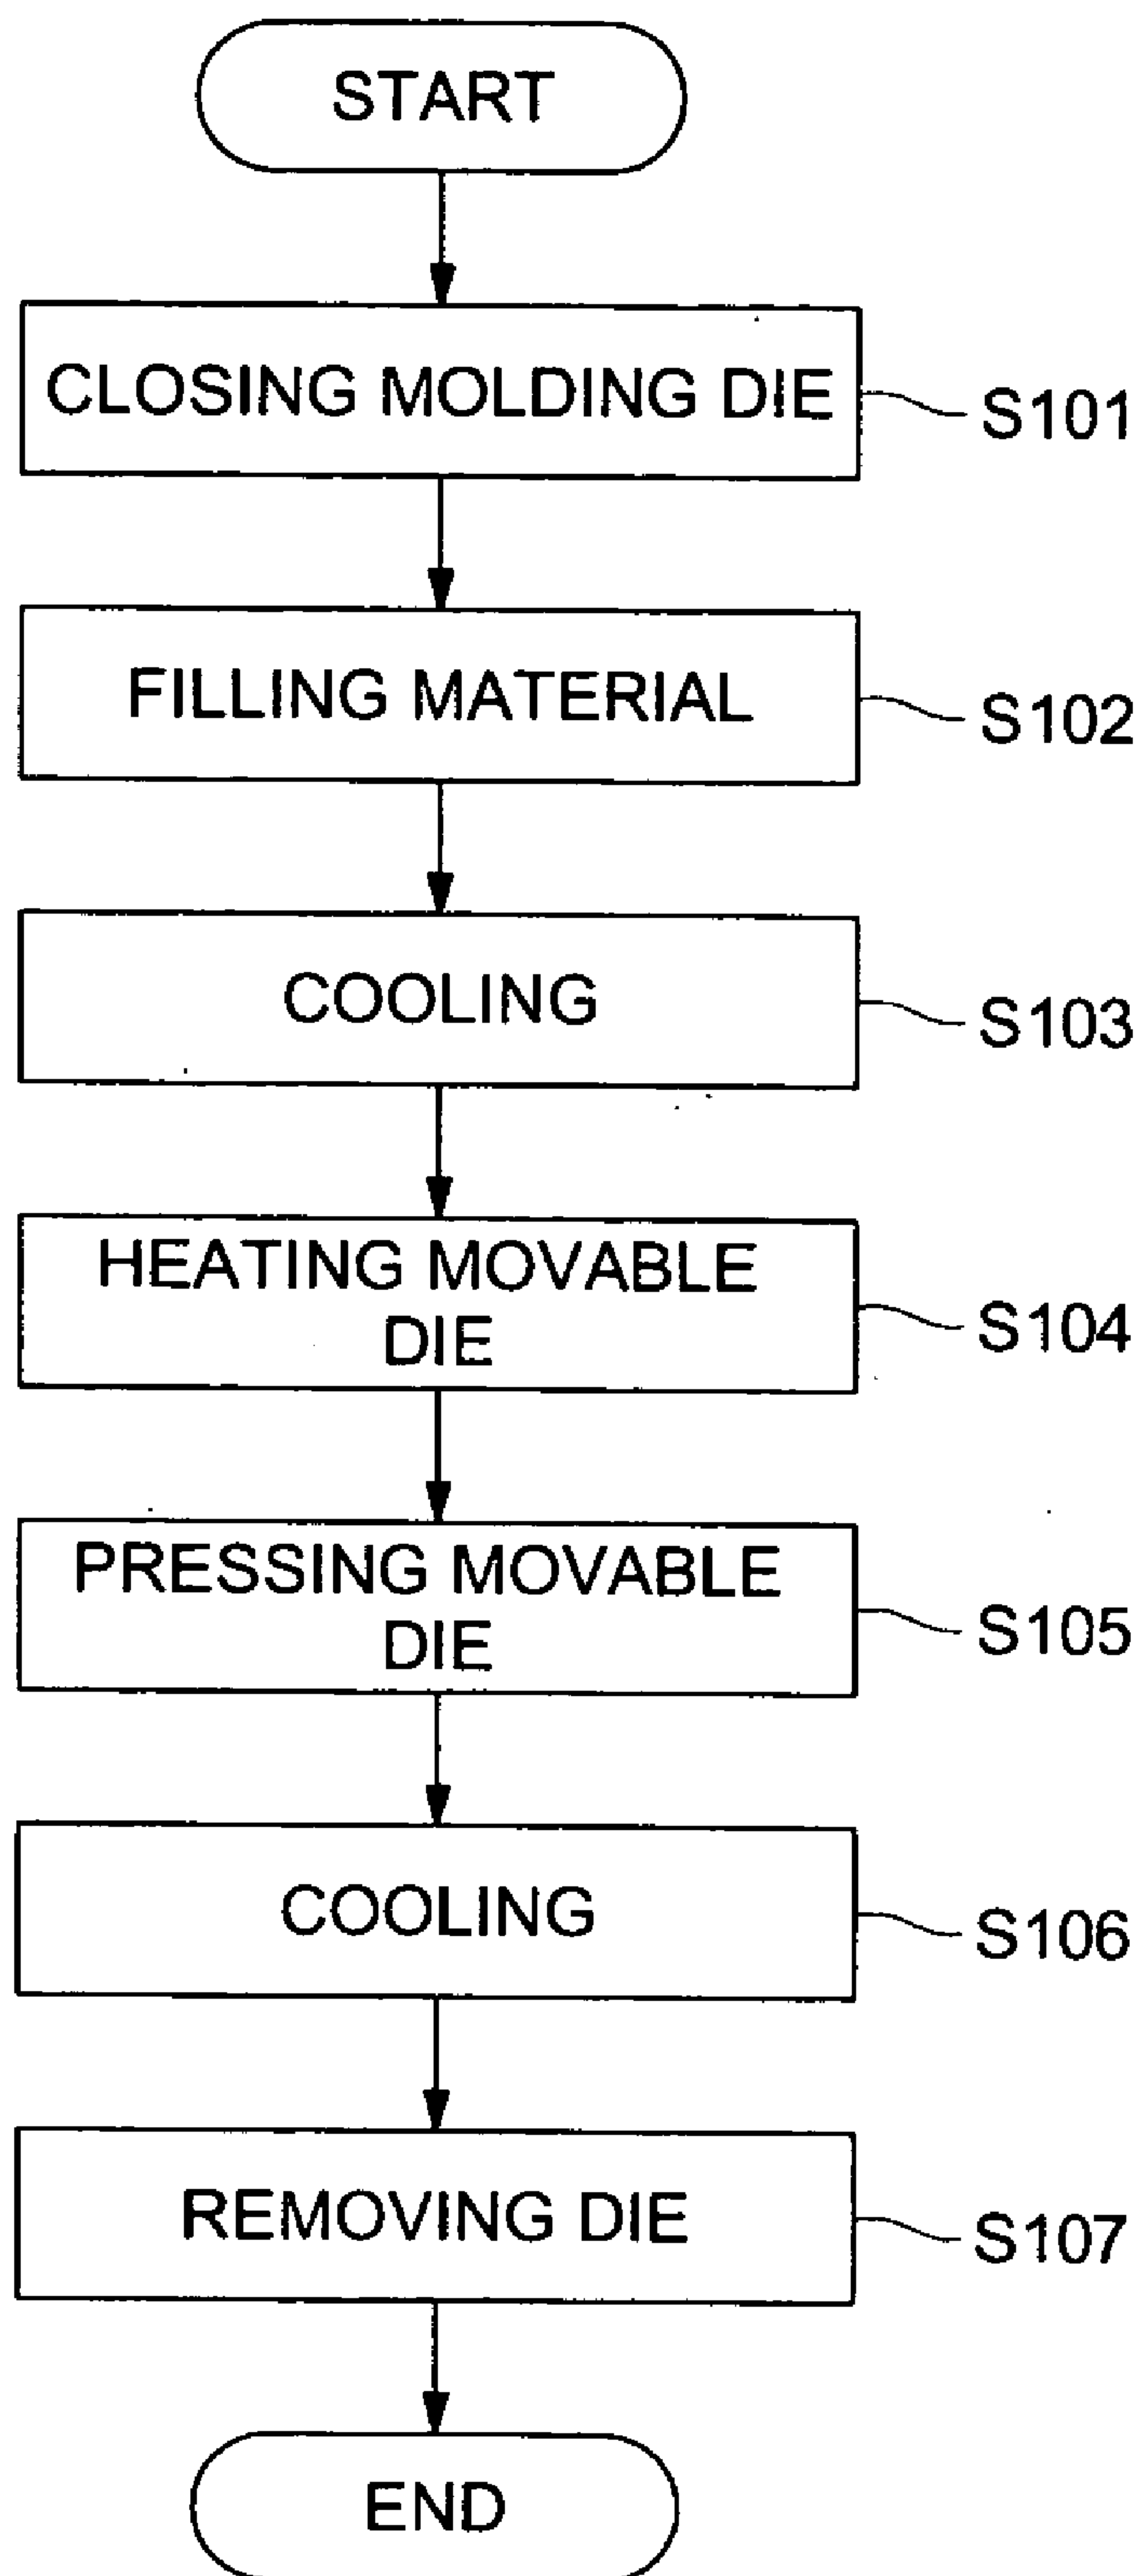 START
CLOSING MOLDING DIE
S101
FILLING MATERIAL
S102
COOLING
S103
HEATING MOVABLE
DIE
S104
PRESSING MOVABLE
DIE
S105
COOLING
S106
REMOVING DIE
S107
END